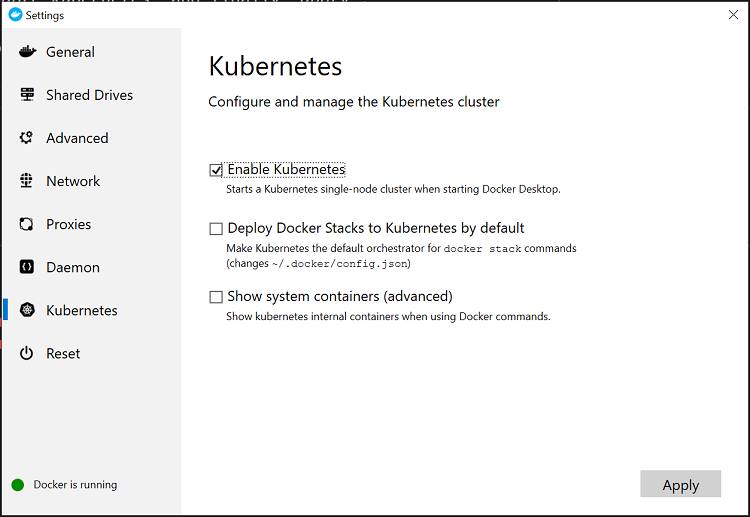 Settings
General
Shared Drives
Advanced
Network
Proxies
Daemon
Kubernetes
Reset
Docker is running
Kubernetes
Configure and manage the Kubernetes cluster
Enable Kubernetes
Starts a Kubernetes single-node cluster when starting Docker Desktop.
Deploy Docker Stacks to Kubernetes by default
Make Kubernetes the default orchestrator for docker stack commands
(changes ~/.docker/config.json)
Show system containers (advanced)
Show kubernetes internal containers when using Docker commands.
Apply